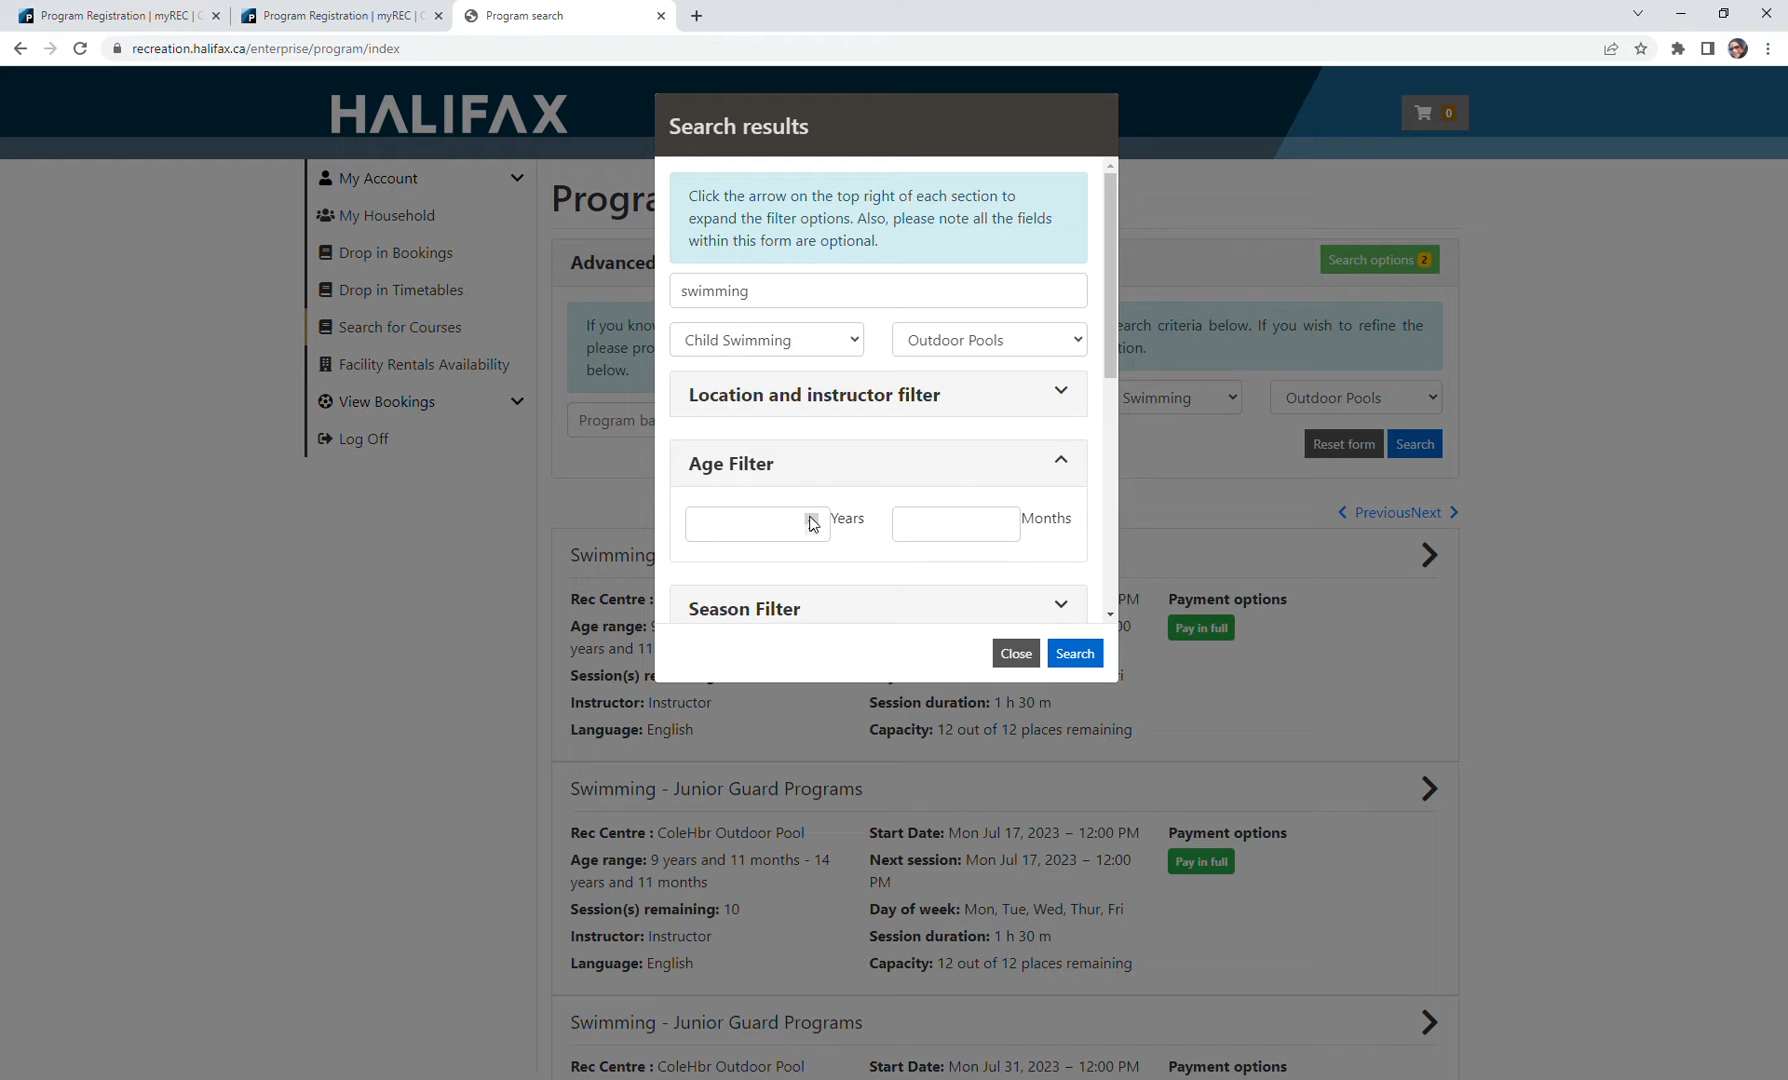 Program Registration | myREC | C
Program Registration | myREC | C
Program search
recreation.halifax.ca/enterprise/program/index
HALIFAX
0
My Account
My Household
Drop in Bookings
Drop in Timetables
Search for Courses
Facility Rentals Availability
View Bookings
Log Off
Progra
Advanced
Search options 2
If you kno
earch criteria below. If you wish to refine the
please pro
tion.
below.
Program ba
Swimming
Outdoor Pools
Reset form
Search
Search results
Click the arrow on the top right of each section to
expand the filter options. Also, please note all the fields
within this form are optional.
swimming
Child Swimming
Outdoor Pools
Location and instructor filter
Age Filter
Years
Months
Season Filter
Close
Search
Previous Next
Swimming
Rec Centre :
PM
Payment options
Age range: 9
00
Pay in full
years and 11
Session(s) re
ri
Instructor: Instructor
Session duration: 1 h 30 m
Language: English
Capacity: 12 out of 12 places remaining
Swimming - Junior Guard Programs
Rec Centre : ColeHbr Outdoor Pool
Start Date: Mon Jul 17, 2023 – 12:00 PM
Payment options
Age range: 9 years and 11 months - 14
Next session: Mon Jul 17, 2023 – 12:00
Pay in full
years and 11 months
PM
Session(s) remaining: 10
Day of week: Mon, Tue, Wed, Thur, Fri
Instructor: Instructor
Session duration: 1 h 30 m
Language: English
Capacity: 12 out of 12 places remaining
Swimming - Junior Guard Programs
Rec Centre : ColeHbr Outdoor Pool
Start Date: Mon Jul 31, 2023 – 12:00 PM
Payment options